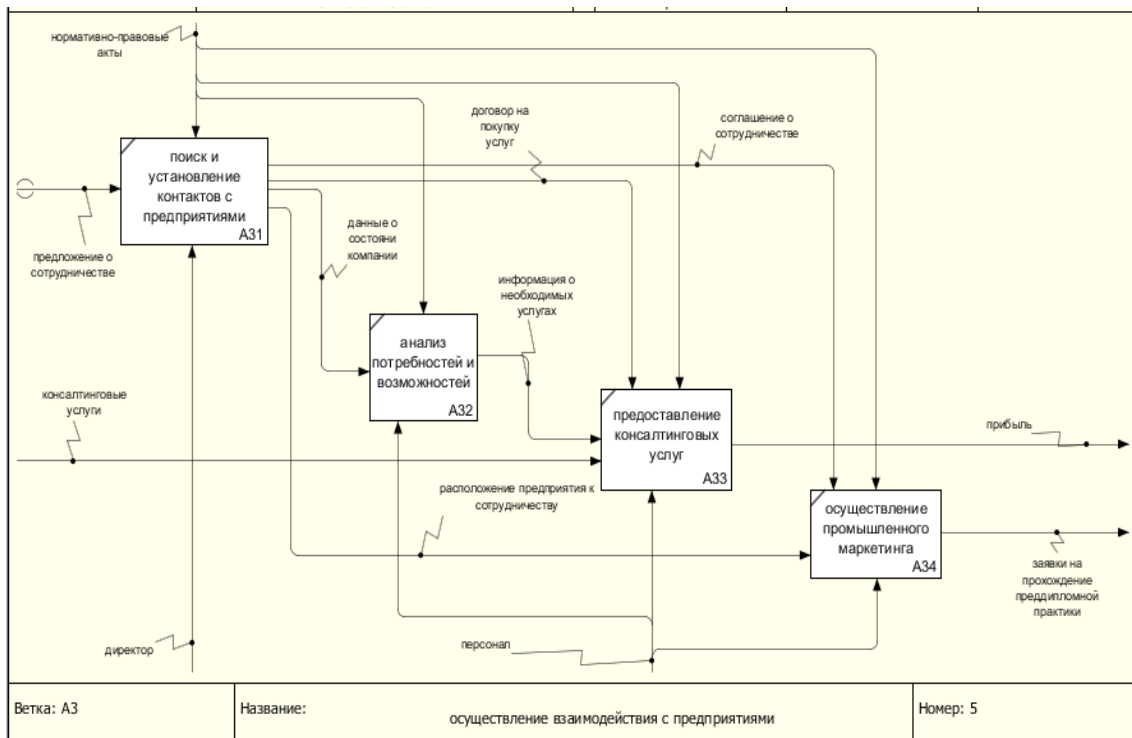 нормативно-правовые
акты
договор на
покупку
услуг
соглашение о
сотрудничестве
поиск и
установление
контактов с
предприятиями
A31
предложение о
сотрудничестве
данные о
состояни
компании
информация о
необходимых
услугах
анализ
потребностей и
возможностей
A32
консалтинговые
услуги
предоставление
консалтинговых
услуг
A33
прибыль
расположение предприятия к
сотрудничеству
осуществление
промышленного
маркетинга
A34
заявки на
прохождение
преддипломной
практики
директор
персонал
Ветка: A3
Название:
осуществление взаимодействия с предприятиями
Номер: 5